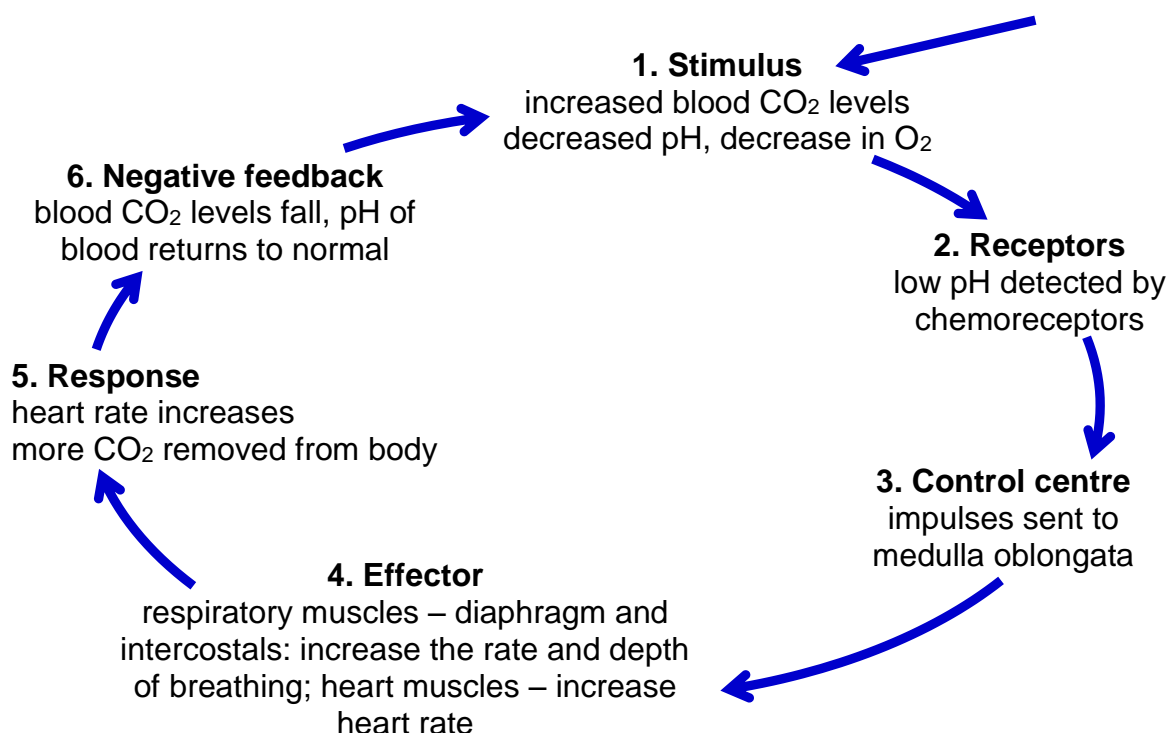 1. Stimulus
increased blood CO₂ levels
decreased pH, decrease in O₂
2. Receptors
low pH detected by
chemoreceptors
3. Control centre
impulses sent to
medulla oblongata
4. Effector
respiratory muscles – diaphragm and
intercostals: increase the rate and depth
of breathing; heart muscles – increase
heart rate
5. Response
heart rate increases
more CO₂ removed from body
6. Negative feedback
blood CO₂ levels fall, pH of
blood returns to normal